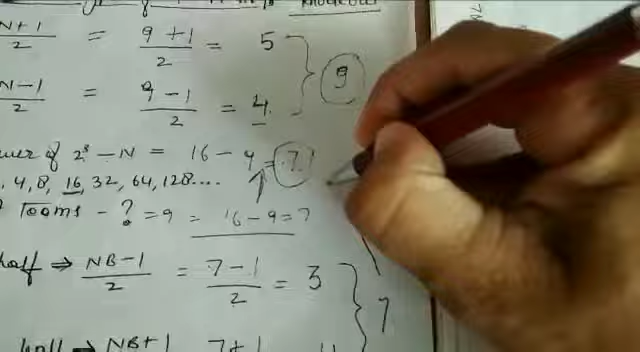 N+1/2 = 9+1/2 = 5
9
N-1/2 = 9-1/2 = 4
of 2ˢ - N = 16 - 9 = 7
, 4, 8, 16, 32, 64, 128....
Teams - ? = 9 = 16-9=7
half ⇒ NB-1/2 = 7-1/2 = 3
7
half ⇒ NB+1 7+1